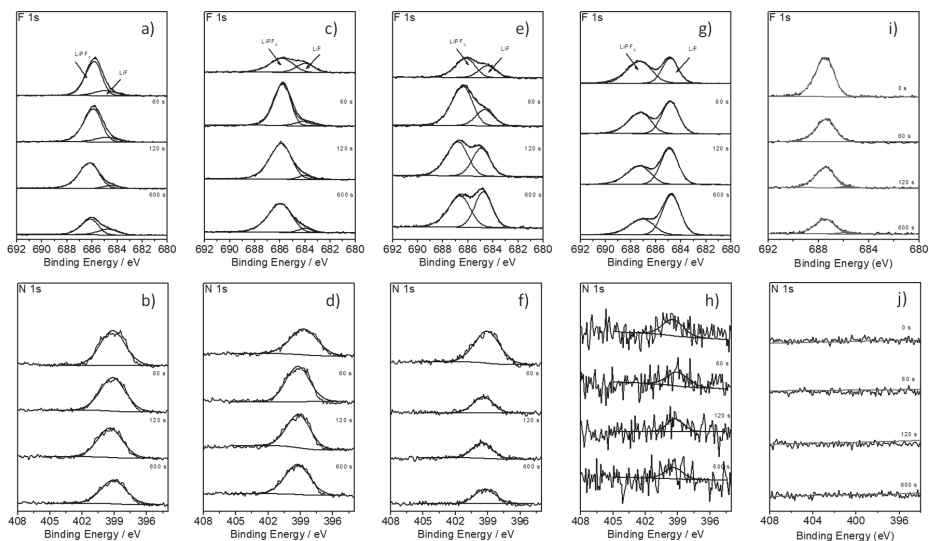 F 1s
a)
LiPF6
LiF
60 s
120 s
600 s
692 690 688 686 684 682 680
Binding Energy / eV
F 1s
c)
LiPF6
LiF
60 s
120 s
600 s
692 690 688 686 684 682 680
Binding Energy / eV
F 1s
e)
LiPF6
LiF
60 s
120 s
600 s
692 690 688 686 684 682 680
Binding Energy / eV
F 1s
g)
LiPF6
LiF
60 s
120 s
600 s
692 690 688 686 684 682 680
Binding Energy / eV
F 1s
i)
0 s
60 s
120 s
600 s
692 688 684 680
Binding Energy (eV)
N 1s
b)
60 s
120 s
600 s
408 405 402 399 396
Binding Energy / eV
N 1s
d)
60 s
120 s
600 s
408 405 402 399 396
Binding Energy / eV
N 1s
f)
60 s
120 s
600 s
408 405 402 399 396
Binding Energy / eV
N 1s
h)
60 s
120 s
600 s
408 405 402 399 396
Binding Energy / eV
N 1s
j)
0 s
60 s
120 s
600 s
408 404 400 396
Binding Energy (eV)